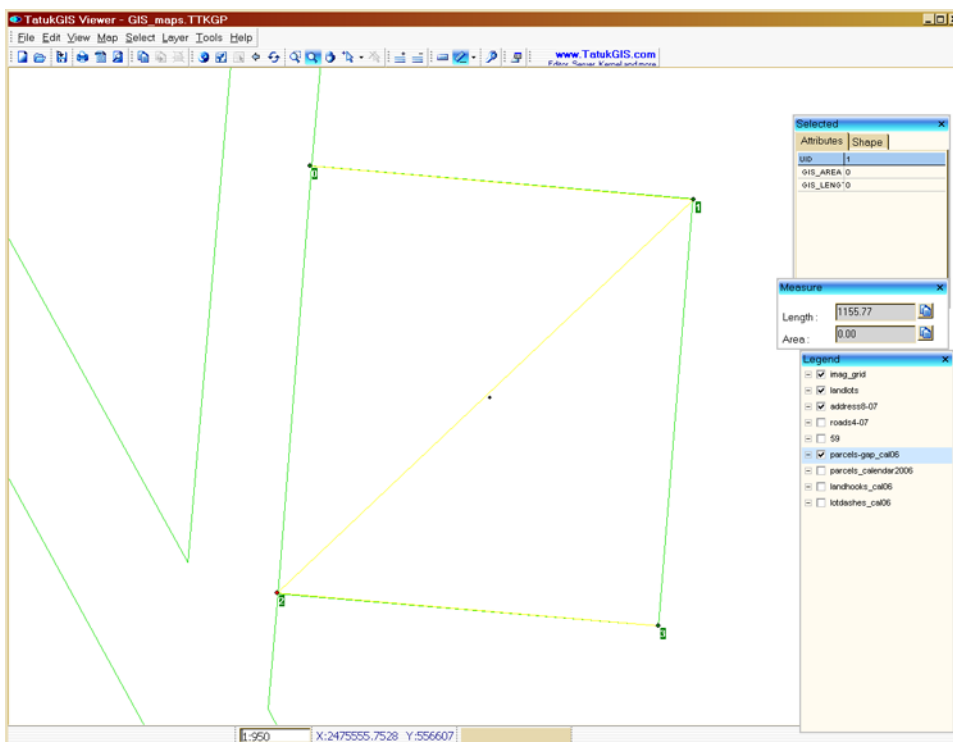 TatukGIS Viewer - GIS_maps.TTKGP
File Edit View Map Select Layer Tools Help
www.TatukGIS.com
Editor, Server, Kernel and more
0
1
2
3
Selected
Attributes Shape
UID 1
GIS_AREA 0
GIS_LENGT 0
Measure
Length : 1155.77
Area : 0.00
Legend
imag_grid
landlots
address8-07
roads4-07
59
parcels-gap_cal06
parcels_calendar2006
landhooks_cal06
lotdashes_cal06
1:950 X:2475555.7528 Y:556607